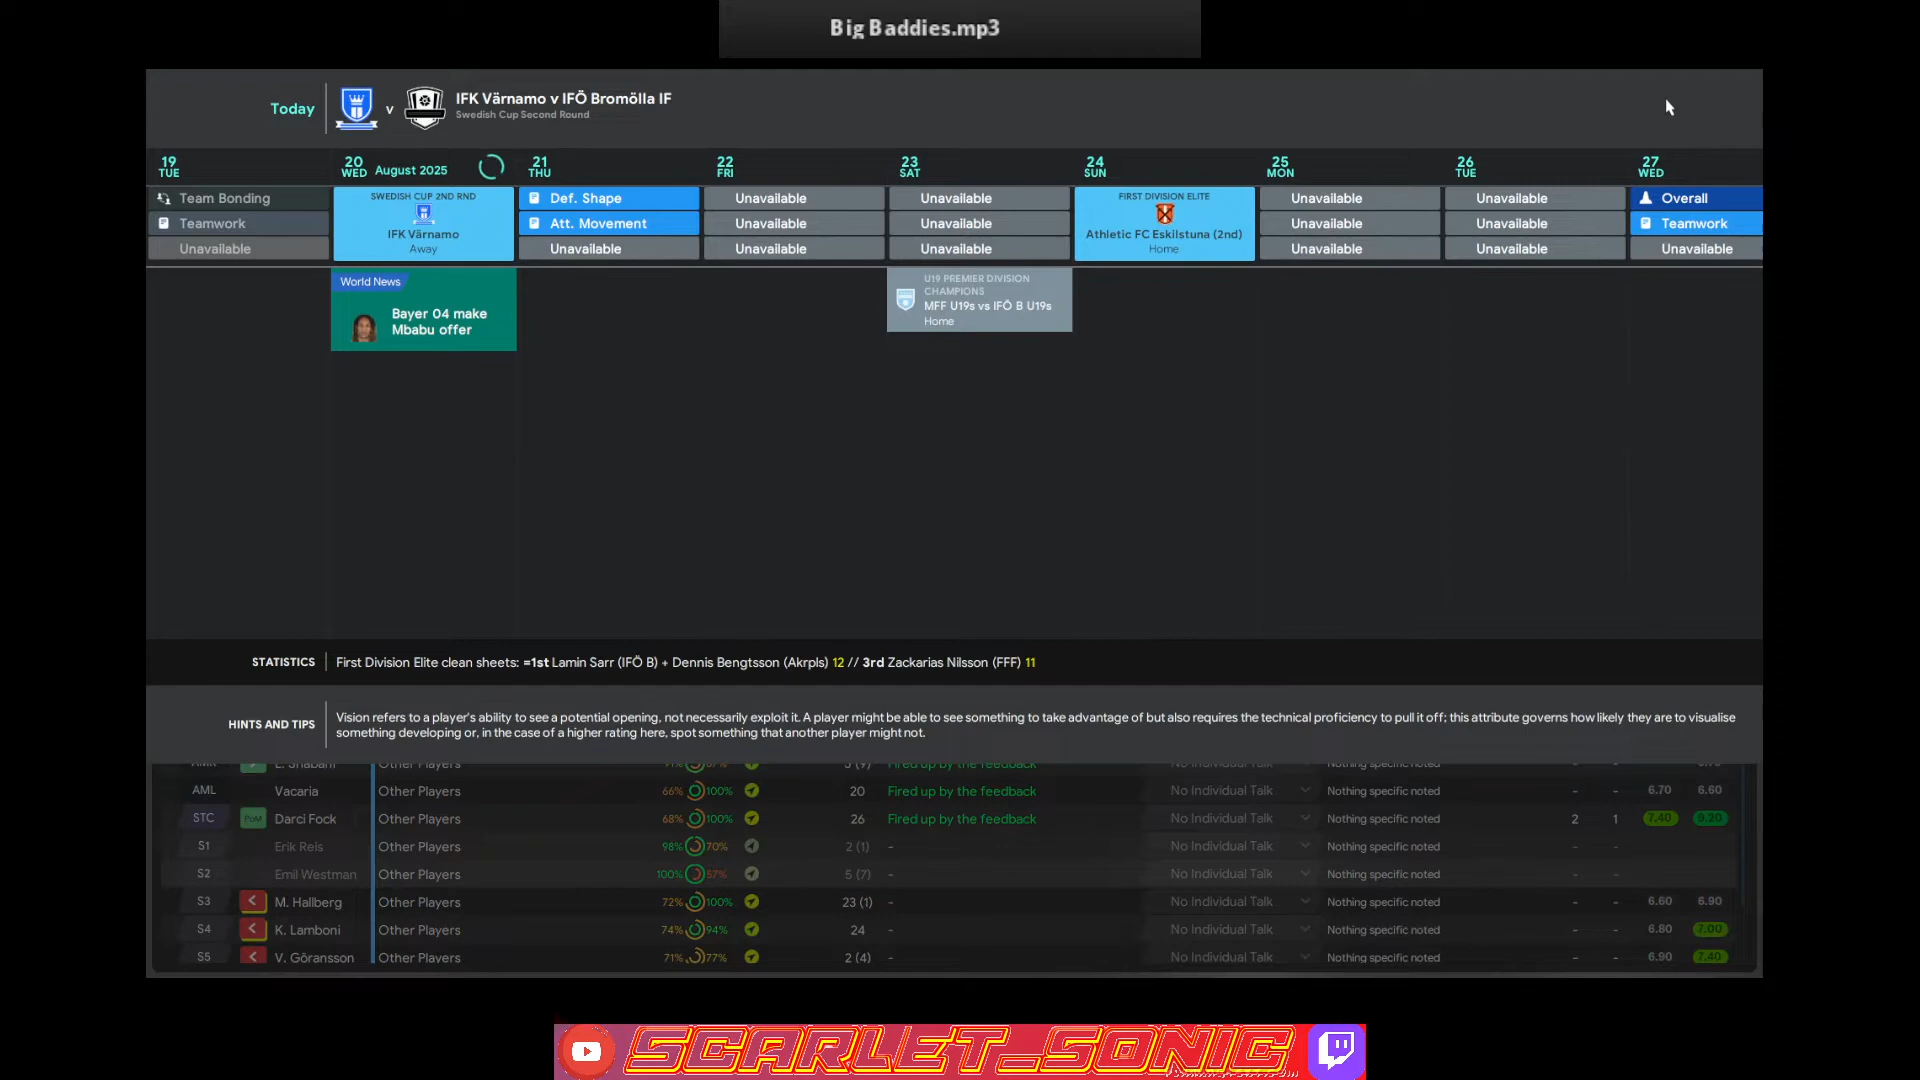 Big Baddies.mp3
Today
v
IFK Värnamo v IFÖ Bromölla IF
Swedish Cup Second Round
19 TUE
20 WED August 2025
21 THU
22 FRI
23 SAT
24 SUN
25 MON
26 TUE
27 WED
Team Bonding
Teamwork
Unavailable
SWEDISH CUP 2ND RND
IFK Värnamo
Away
Def. Shape
Att. Movement
Unavailable
Unavailable
Unavailable
Unavailable
Unavailable
Unavailable
Unavailable
FIRST DIVISION ELITE
Athletic FC Eskilstuna (2nd)
Home
Unavailable
Unavailable
Unavailable
Unavailable
Unavailable
Unavailable
Overall
Teamwork
Unavailable
World News
Bayer 04 make
Mbabu offer
U19 PREMIER DIVISION
CHAMPIONS
MFF U19s vs IFÖ B U19s
Home
STATISTICS First Division Elite clean sheets: =1st Lamin Sarr (IFÖ B) + Dennis Bengtsson (Akrpls) 12 // 3rd Zackarias Nilsson (FFF) 11
HINTS AND TIPS
Vision refers to a player's ability to see a potential opening, not necessarily exploit it. A player might be able to see something to take advantage of but also requires the technical proficiency to pull it off; this attribute governs how likely they are to visualise
something developing or, in the case of a higher rating here, spot something that another player might not.
Other Players Fired up by the feedback No Individual Talk Nothing specific noted
AML Vacaria Other Players 66% 100% 20 Fired up by the feedback No Individual Talk Nothing specific noted - - 6.70 6.60
STC PoM Darci Fock Other Players 68% 100% 26 Fired up by the feedback No Individual Talk Nothing specific noted 2 1 7.40 9.20
S1 Erik Reis Other Players 98% 70% 2 (1) - No Individual Talk Nothing specific noted - -
S2 Emil Westman Other Players 100% 57% 5 (7) - No Individual Talk Nothing specific noted - -
S3 M. Hallberg Other Players 72% 100% 23 (1) - No Individual Talk Nothing specific noted - - 6.60 6.90
S4 K. Lamboni Other Players 74% 94% 24 - No Individual Talk Nothing specific noted - - 6.80 7.00
S5 V. Göransson Other Players 71% 77% 2 (4) - No Individual Talk Nothing specific noted - - 6.90 7.40
SCARLET_SONIC